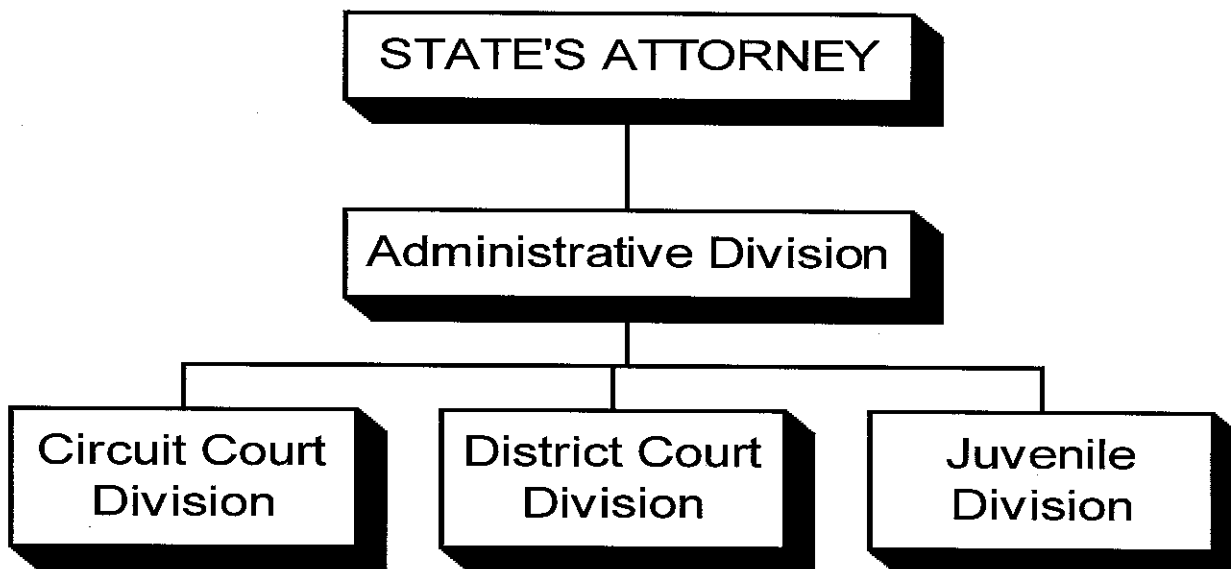 STATE'S ATTORNEY
Administrative Division
Circuit Court
Division
District Court
Division
Juvenile
Division